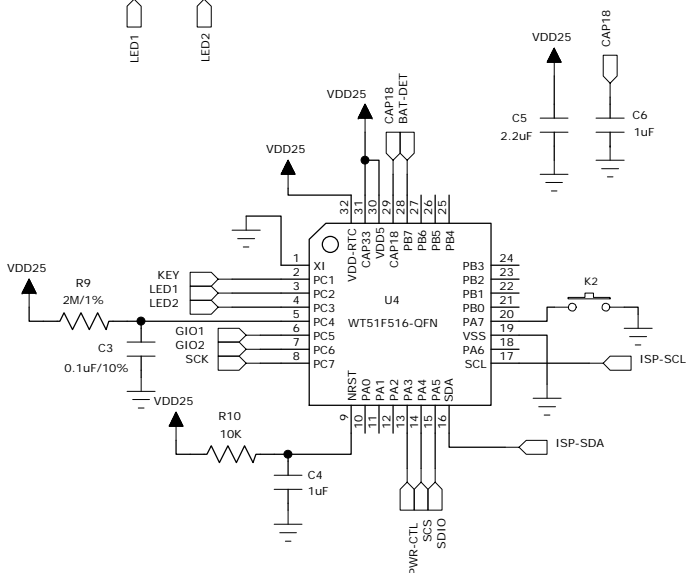 LED1
LED2
VDD25
CAP18
C5
2.2uF
C6
1uF
VDD25
CAP18
BAT-DET
VDD25
32
31
30
29
28
27
26
25
VDD-RTC
CAP33
VDD5
CAP18
PB7
PB6
PB5
PB4
U4
WT51F516-QFN
1
XI
2
PC1
3
PC2
4
PC3
5
PC4
6
PC5
7
PC6
8
PC7
KEY
LED1
LED2
GIO1
GIO2
SCK
VDD25
R9
2M/1%
C3
0.1uF/10%
PB3
24
PB2
23
PB1
22
PB0
21
PA7
20
VSS
19
PA6
18
SCL
17
K2
ISP-SCL
NRST
PA0
PA1
PA2
PA3
PA4
PA5
SDA
9
10
11
12
13
14
15
16
VDD25
R10
10K
C4
1uF
ISP-SDA
PWR-CTL
SCS
SDIO